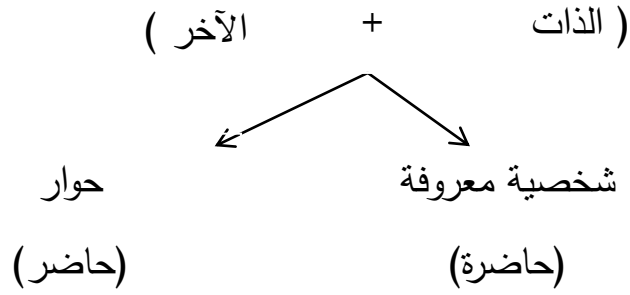 ( الذات + الآخر )
شخصية معروفة حوار
(حاضرة) (حاضر)